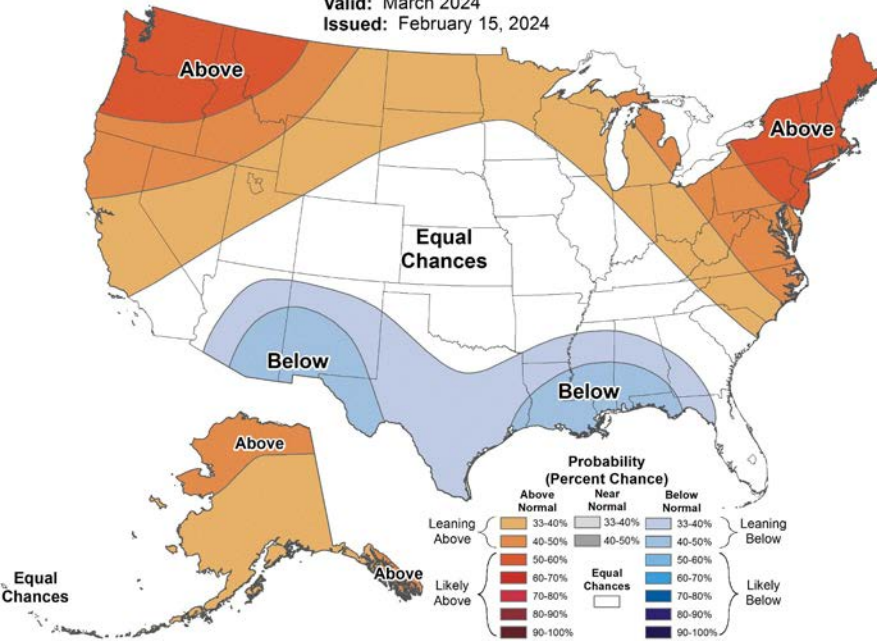 Valid: March 2024
Issued: February 15, 2024
Above
Above
Equal
Chances
Below
Below
Above
Above
Equal
Chances
Probability
(Percent Chance)
Above
Normal
Near
Normal
Below
Normal
Leaning
Above
33-40%
33-40%
33-40%
Leaning
Below
40-50%
40-50%
40-50%
Likely
Above
50-60%
Equal
Chances
50-60%
Likely
Below
60-70%
60-70%
70-80%
70-80%
80-90%
80-90%
90-100%
90-100%